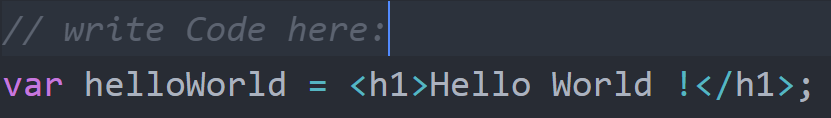 // write Code here:
var helloWorld = <h1>Hello World !</h1>;